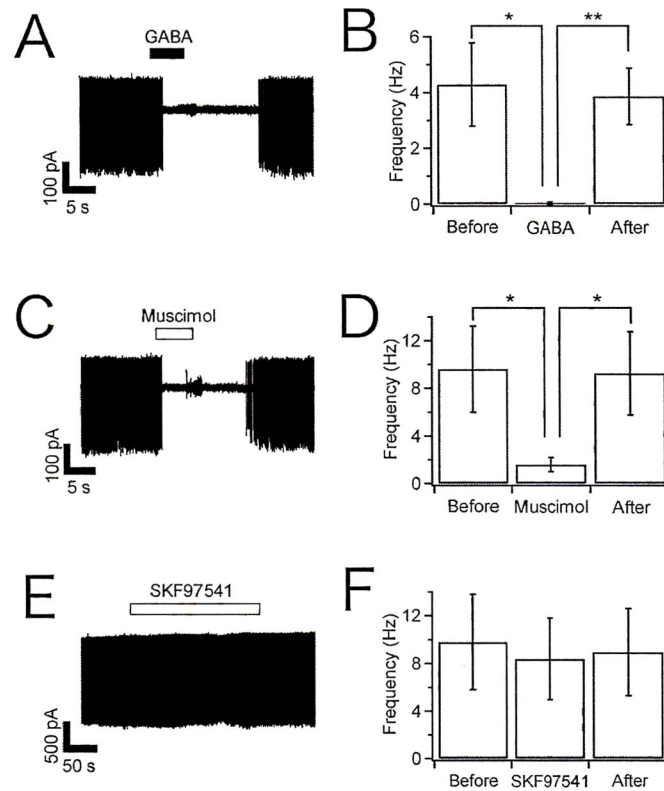 A
GABA
100 pA
5 s
B
* **
Frequency (Hz)
6
4
2
0
Before GABA After
C
Muscimol
100 pA
5 s
D
* *
Frequency (Hz)
12
8
4
0
Before Muscimol After
E
SKF97541
500 pA
50 s
F
Frequency (Hz)
12
8
4
0
Before SKF97541 After